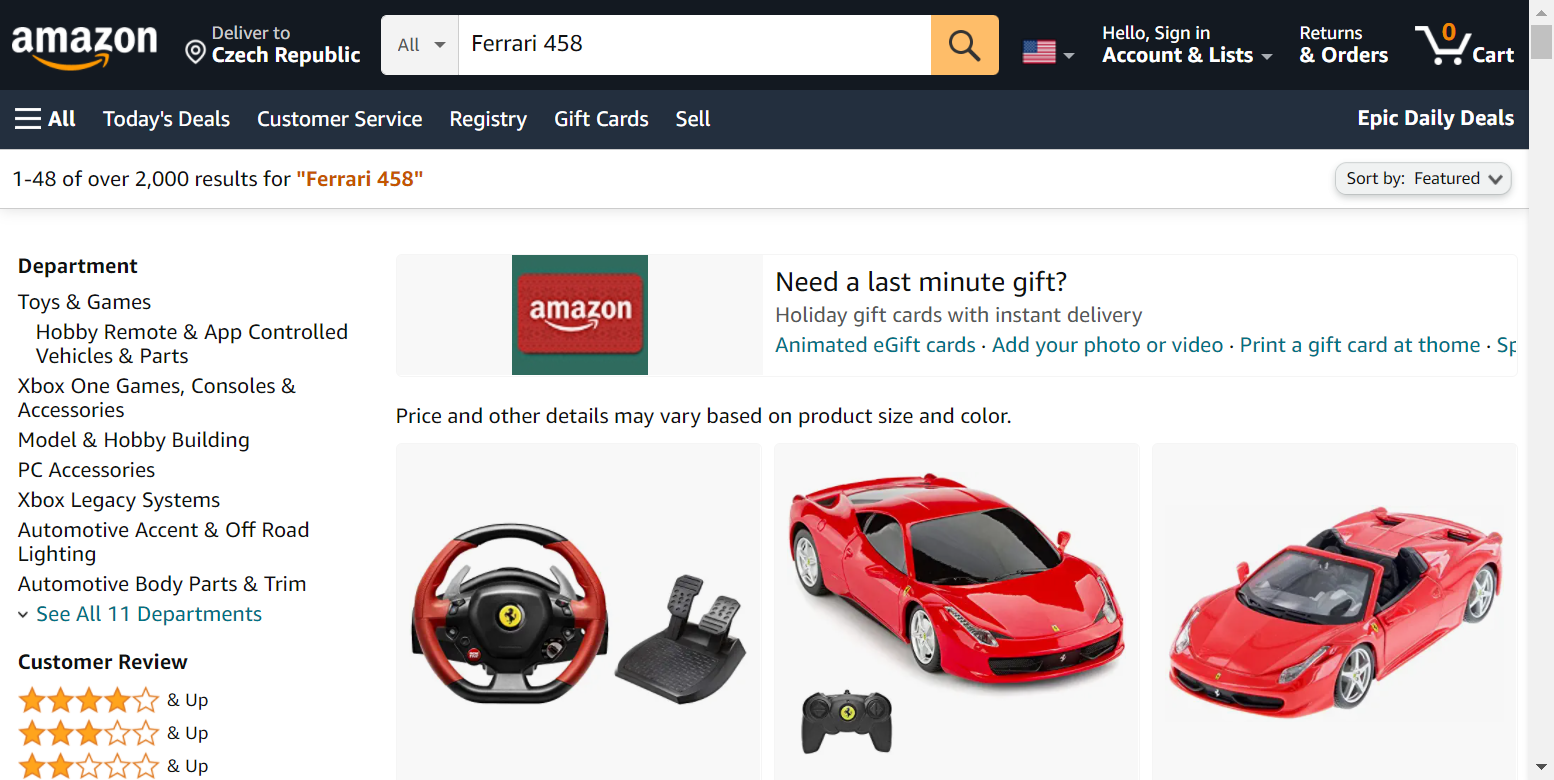 amazon
Deliver to
Czech Republic
All
Ferrari 458
Hello, Sign in
Account & Lists
Returns
& Orders
0
Cart
All
Today's Deals
Customer Service
Registry
Gift Cards
Sell
Epic Daily Deals
1-48 of over 2,000 results for "Ferrari 458"
Sort by: Featured
Department
Toys & Games
Hobby Remote & App Controlled
Vehicles & Parts
Xbox One Games, Consoles &
Accessories
Model & Hobby Building
PC Accessories
Xbox Legacy Systems
Automotive Accent & Off Road
Lighting
Automotive Body Parts & Trim
See All 11 Departments
Customer Review
& Up
& Up
& Up
amazon
Need a last minute gift?
Holiday gift cards with instant delivery
Animated eGift cards · Add your photo or video · Print a gift card at thome · Sp
Price and other details may vary based on product size and color.